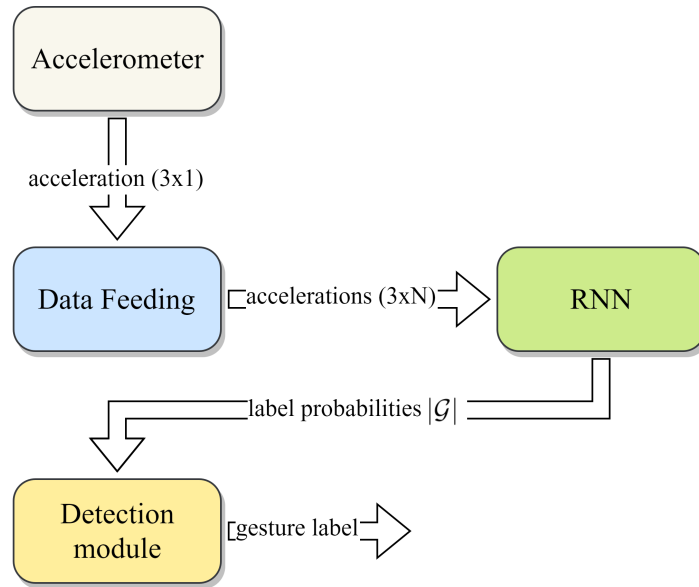 Accelerometer
acceleration (3x1)
Data Feeding
accelerations (3xN)
RNN
label probabilities |𝒢|
Detection
module
gesture label